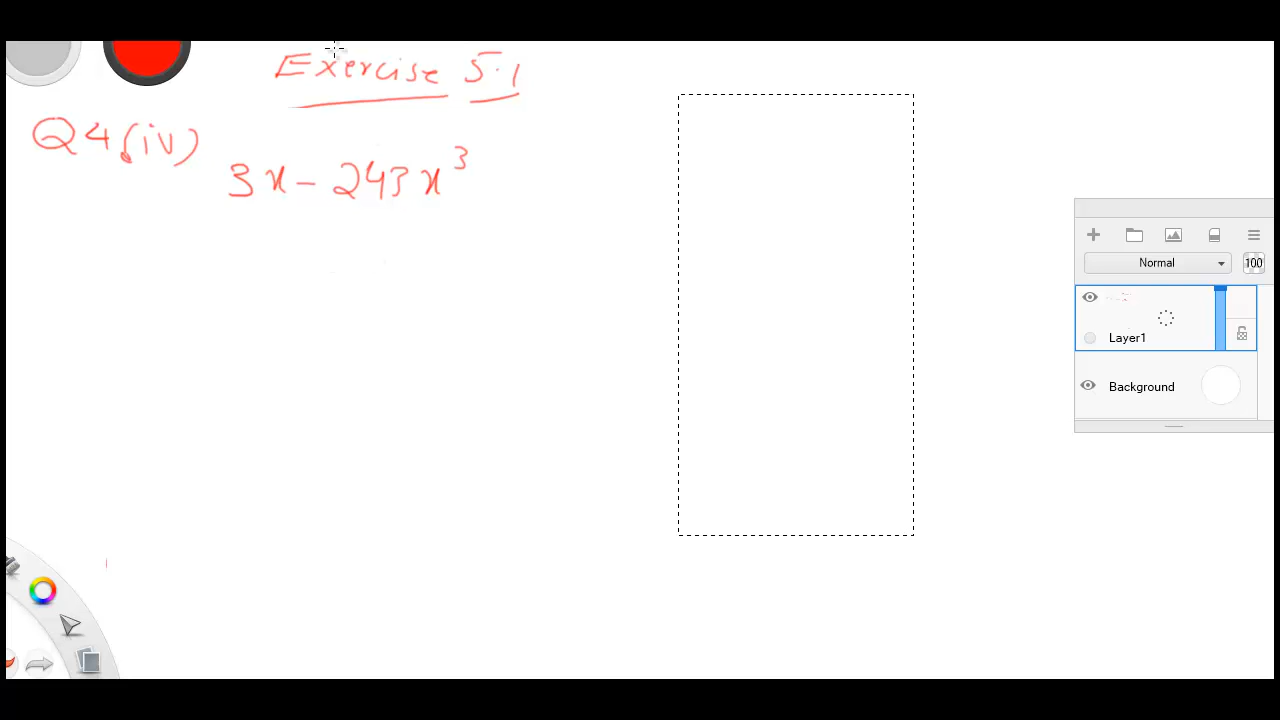 Exercise 5.1
Q4(iv)
3x - 243x³
Normal
100
Layer1
Background